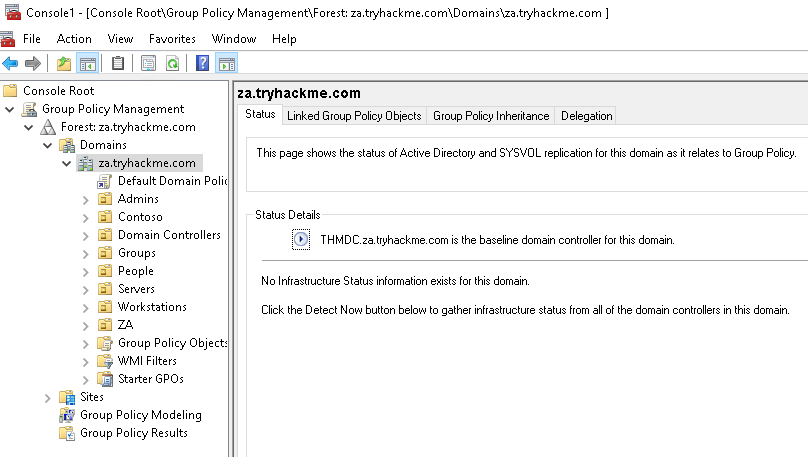 Console1 - [Console Root\Group Policy Management\Forest: za.tryhackme.com\Domains\za.tryhackme.com ]
File Action View Favorites Window Help
Console Root
Group Policy Management
Forest: za.tryhackme.com
Domains
za.tryhackme.com
Default Domain Polic
Admins
Contoso
Domain Controllers
Groups
People
Servers
Workstations
ZA
Group Policy Objects
WMI Filters
Starter GPOs
Sites
Group Policy Modeling
Group Policy Results
za.tryhackme.com
Status Linked Group Policy Objects Group Policy Inheritance Delegation
This page shows the status of Active Directory and SYSVOL replication for this domain as it relates to Group Policy.
Status Details
THMDC.za.tryhackme.com is the baseline domain controller for this domain.
No Infrastructure Status information exists for this domain.
Click the Detect Now button below to gather infrastructure status from all of the domain controllers in this domain.